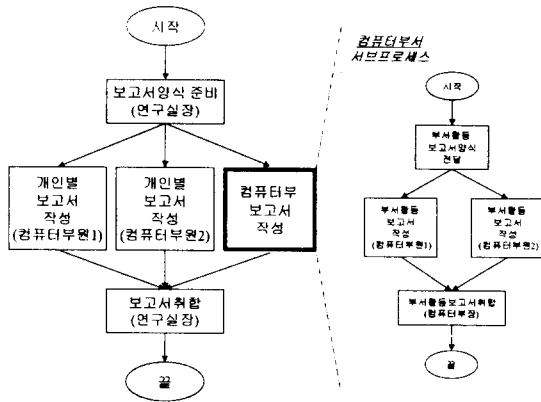 시작
보고서양식 준비
(연구실장)
개인별
보고서
작성
(컴퓨터부원1)
개인별
보고서
작성
(컴퓨터부원2)
컴퓨터부
보고서
작성
보고서취합
(연구실장)
끝
컴퓨터부서
서브프로세스
시작
부서활동
보고서양식
전달
부서활동
보고서
작성
(컴퓨터부원1)
부서활동
보고서
작성
(컴퓨터부원2)
부서활동보고서취합
(컴퓨터부장)
끝